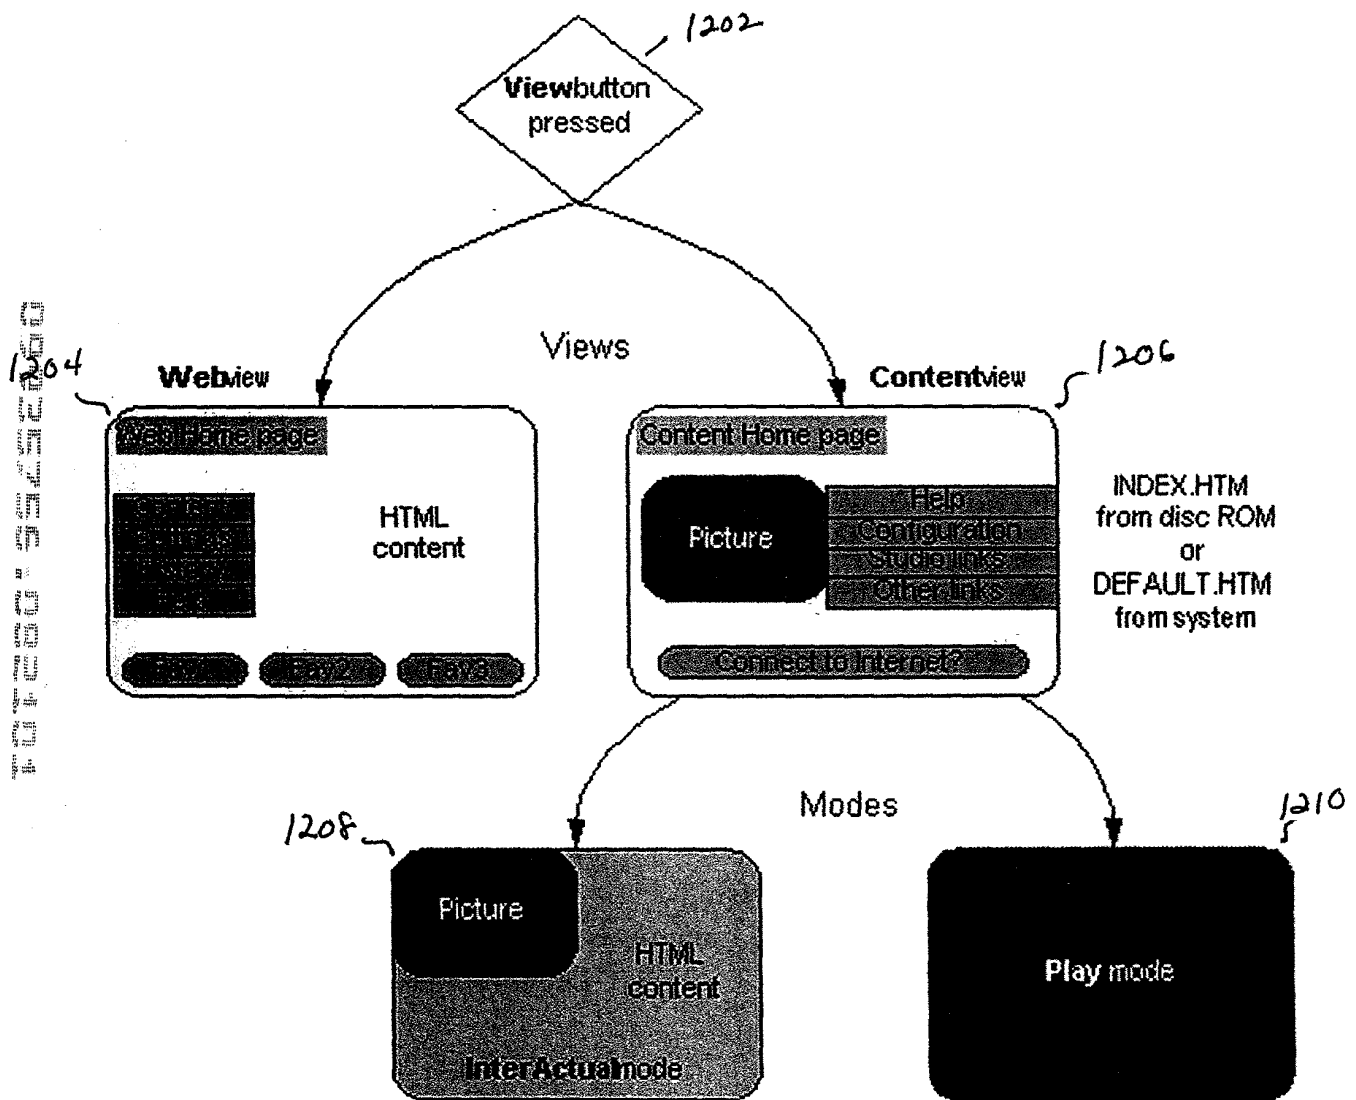 1202
Viewbutton
pressed
Views
1204
Webview
Web Home page
HTML
content
Fav2
Fav3
1206
Contentview
Content Home page
Picture
Help
Configuration
Studio links
Other links
Connect to Internet?
INDEX.HTM
from disc ROM
or
DEFAULT.HTM
from system
Modes
1208
Picture
HTML
content
InterActualmode
1210
Play mode